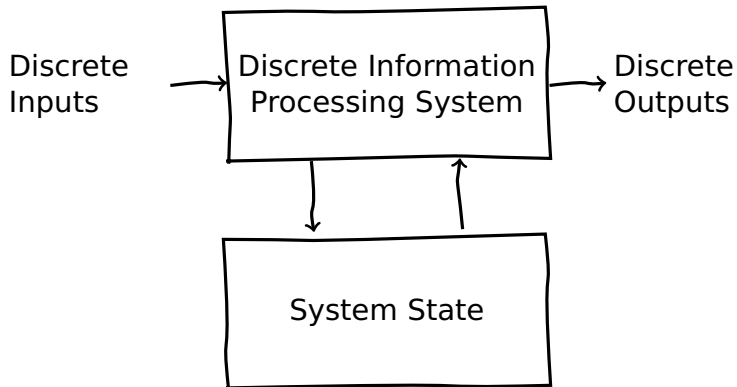 Discrete
Inputs
Discrete Information
Processing System
Discrete
Outputs
System State